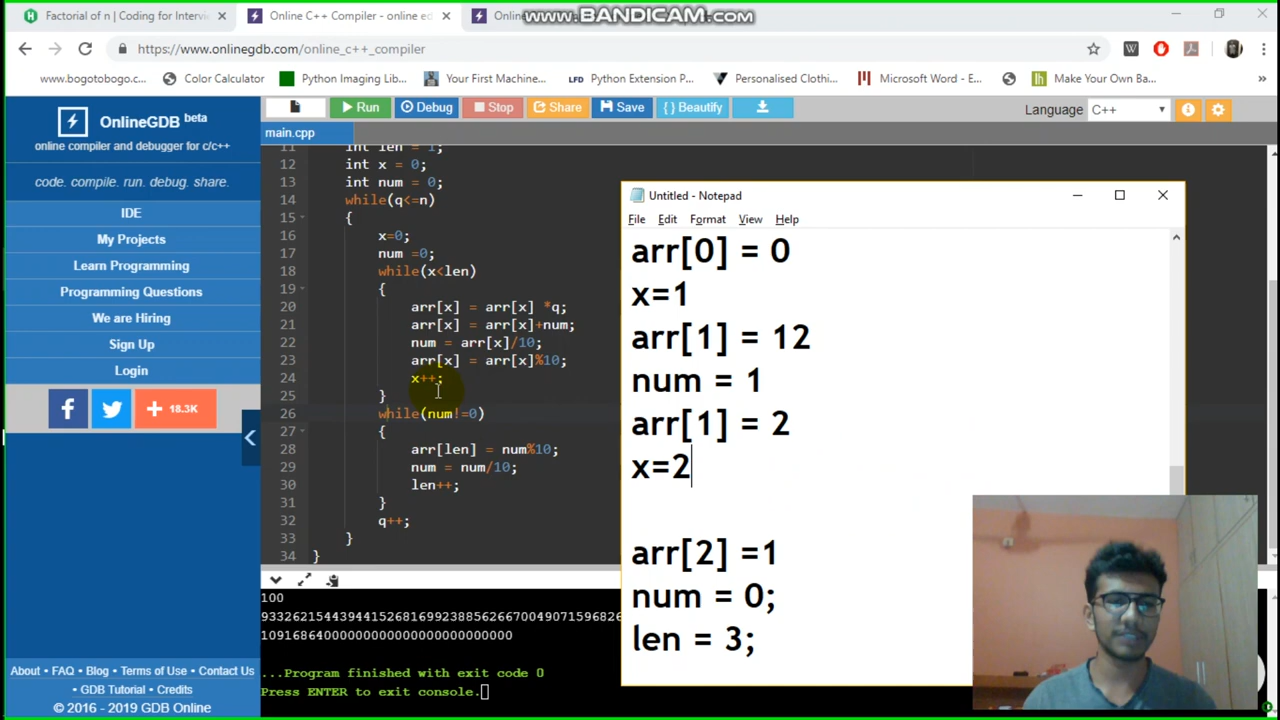 Factorial of n | Coding for Intervi
Online C++ Compiler - online ed
Onlin
www.BANDICAM.com
https://www.onlinegdb.com/online_c++_compiler
www.bogotobogo.c...
Color Calculator
Python Imaging Lib...
Your First Machine...
LFD Python Extension P...
Personalised Clothi...
Microsoft Word - E...
Make Your Own Ba...
»
OnlineGDB beta
online compiler and debugger for c/c++
code. compile. run. debug. share.
IDE
My Projects
Learn Programming
Programming Questions
We are Hiring
Sign Up
Login
18.3K
About • FAQ • Blog • Terms of Use • Contact Us
• GDB Tutorial • Credits
© 2016 - 2019 GDB Online
Run
Debug
Stop
Share
Save
{ } Beautify
Language C++
main.cpp
11 int len = 1;
12 int x = 0;
13 int num = 0;
14 while(q<=n)
15 {
16 x=0;
17 num =0;
18 while(x<len)
19 {
20 arr[x] = arr[x] *q;
21 arr[x] = arr[x]+num;
22 num = arr[x]/10;
23 arr[x] = arr[x]%10;
24 x++;
25 }
26 while(num!=0)
27 {
28 arr[len] = num%10;
29 num = num/10;
30 len++;
31 }
32 q++;
33 }
34 }
100
10916864000000000000000000000000
...Program finished with exit code 0
Press ENTER to exit console.
Untitled - Notepad
File Edit Format View Help
arr[0] = 0
x=1
arr[1] = 12
num = 1
arr[1] = 2
x=2
arr[2] =1
num = 0;
len = 3;